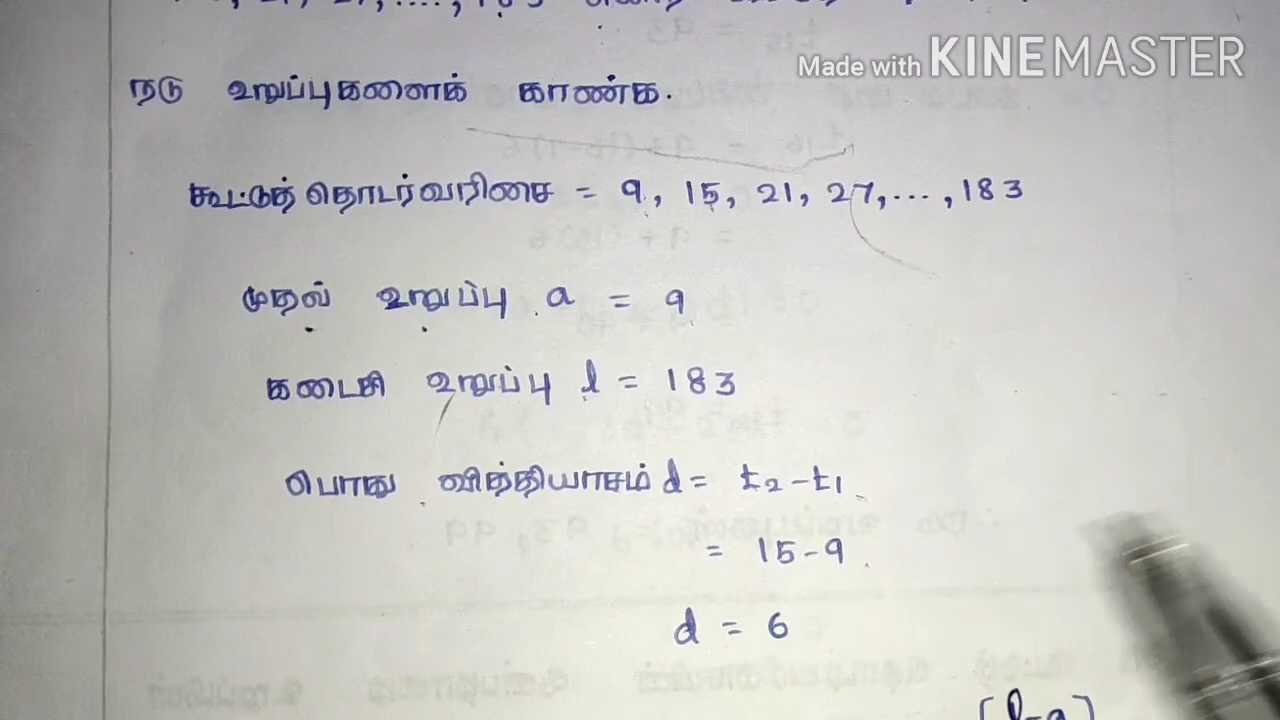 Made with KINEMASTER
நடு உறுப்புகளைக் காண்க.
கூட்டுத் தொடர்வரிசை = 9, 15, 21, 27, ..., 183
முதல் உறுப்பு a = 9
கடைசி உறுப்பு l = 183
பொது வித்தியாசம் d = t₂ - t₁
= 15 - 9
d = 6